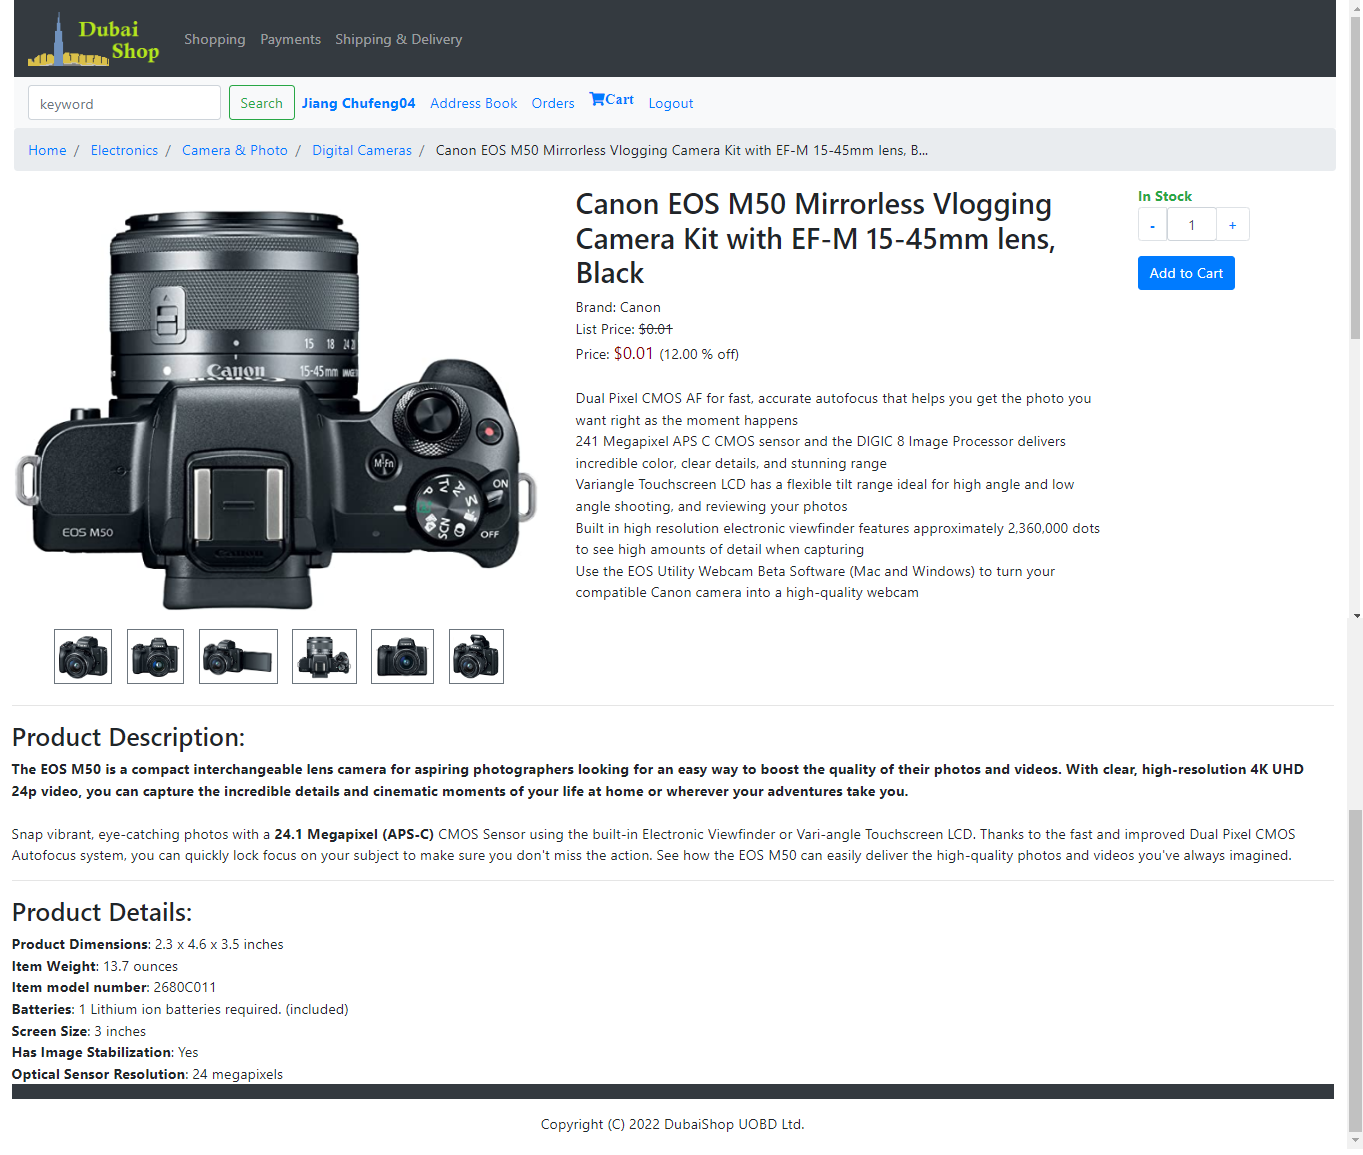 Dubai
Shop
Shopping Payments Shipping & Delivery
keyword Search Jiang Chufeng04 Address Book Orders Cart Logout
Home / Electronics / Camera & Photo / Digital Cameras / Canon EOS M50 Mirrorless Vlogging Camera Kit with EF-M 15-45mm lens, B...
Canon EOS M50 Mirrorless Vlogging
Camera Kit with EF-M 15-45mm lens,
Black
Brand: Canon
List Price: $0.01
Price: $0.01 (12.00 % off)
In Stock
- 1 +
Add to Cart
15 18 24 28
Canon 15-45mm
M-Fn
ON
OFF
P Tv Av M
SCN
EOS M50
Canon
Dual Pixel CMOS AF for fast, accurate autofocus that helps you get the photo you
want right as the moment happens
241 Megapixel APS C CMOS sensor and the DIGIC 8 Image Processor delivers
incredible color, clear details, and stunning range
Variangle Touchscreen LCD has a flexible tilt range ideal for high angle and low
angle shooting, and reviewing your photos
Built in high resolution electronic viewfinder features approximately 2,360,000 dots
to see high amounts of detail when capturing
Use the EOS Utility Webcam Beta Software (Mac and Windows) to turn your
compatible Canon camera into a high-quality webcam
Product Description:
The EOS M50 is a compact interchangeable lens camera for aspiring photographers looking for an easy way to boost the quality of their photos and videos. With clear, high-resolution 4K UHD
24p video, you can capture the incredible details and cinematic moments of your life at home or wherever your adventures take you.
Snap vibrant, eye-catching photos with a 24.1 Megapixel (APS-C) CMOS Sensor using the built-in Electronic Viewfinder or Vari-angle Touchscreen LCD. Thanks to the fast and improved Dual Pixel CMOS
Autofocus system, you can quickly lock focus on your subject to make sure you don't miss the action. See how the EOS M50 can easily deliver the high-quality photos and videos you've always imagined.
Product Details:
Product Dimensions: 2.3 x 4.6 x 3.5 inches
Item Weight: 13.7 ounces
Item model number: 2680C011
Batteries: 1 Lithium ion batteries required. (included)
Screen Size: 3 inches
Has Image Stabilization: Yes
Optical Sensor Resolution: 24 megapixels
Copyright (C) 2022 DubaiShop UOBD Ltd.